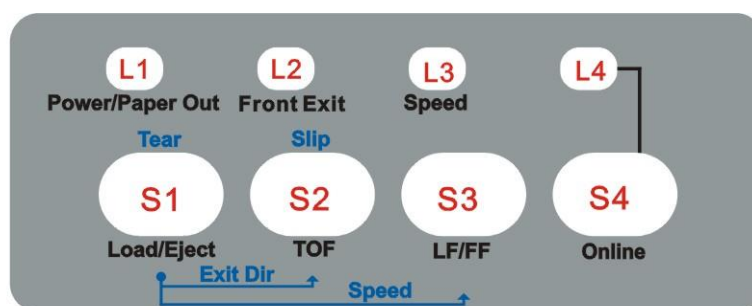 L1 L2 L3 L4
Power/Paper Out Front Exit Speed
Tear Slip
S1 S2 S3 S4
Load/Eject TOF LF/FF Online
Exit Dir
Speed